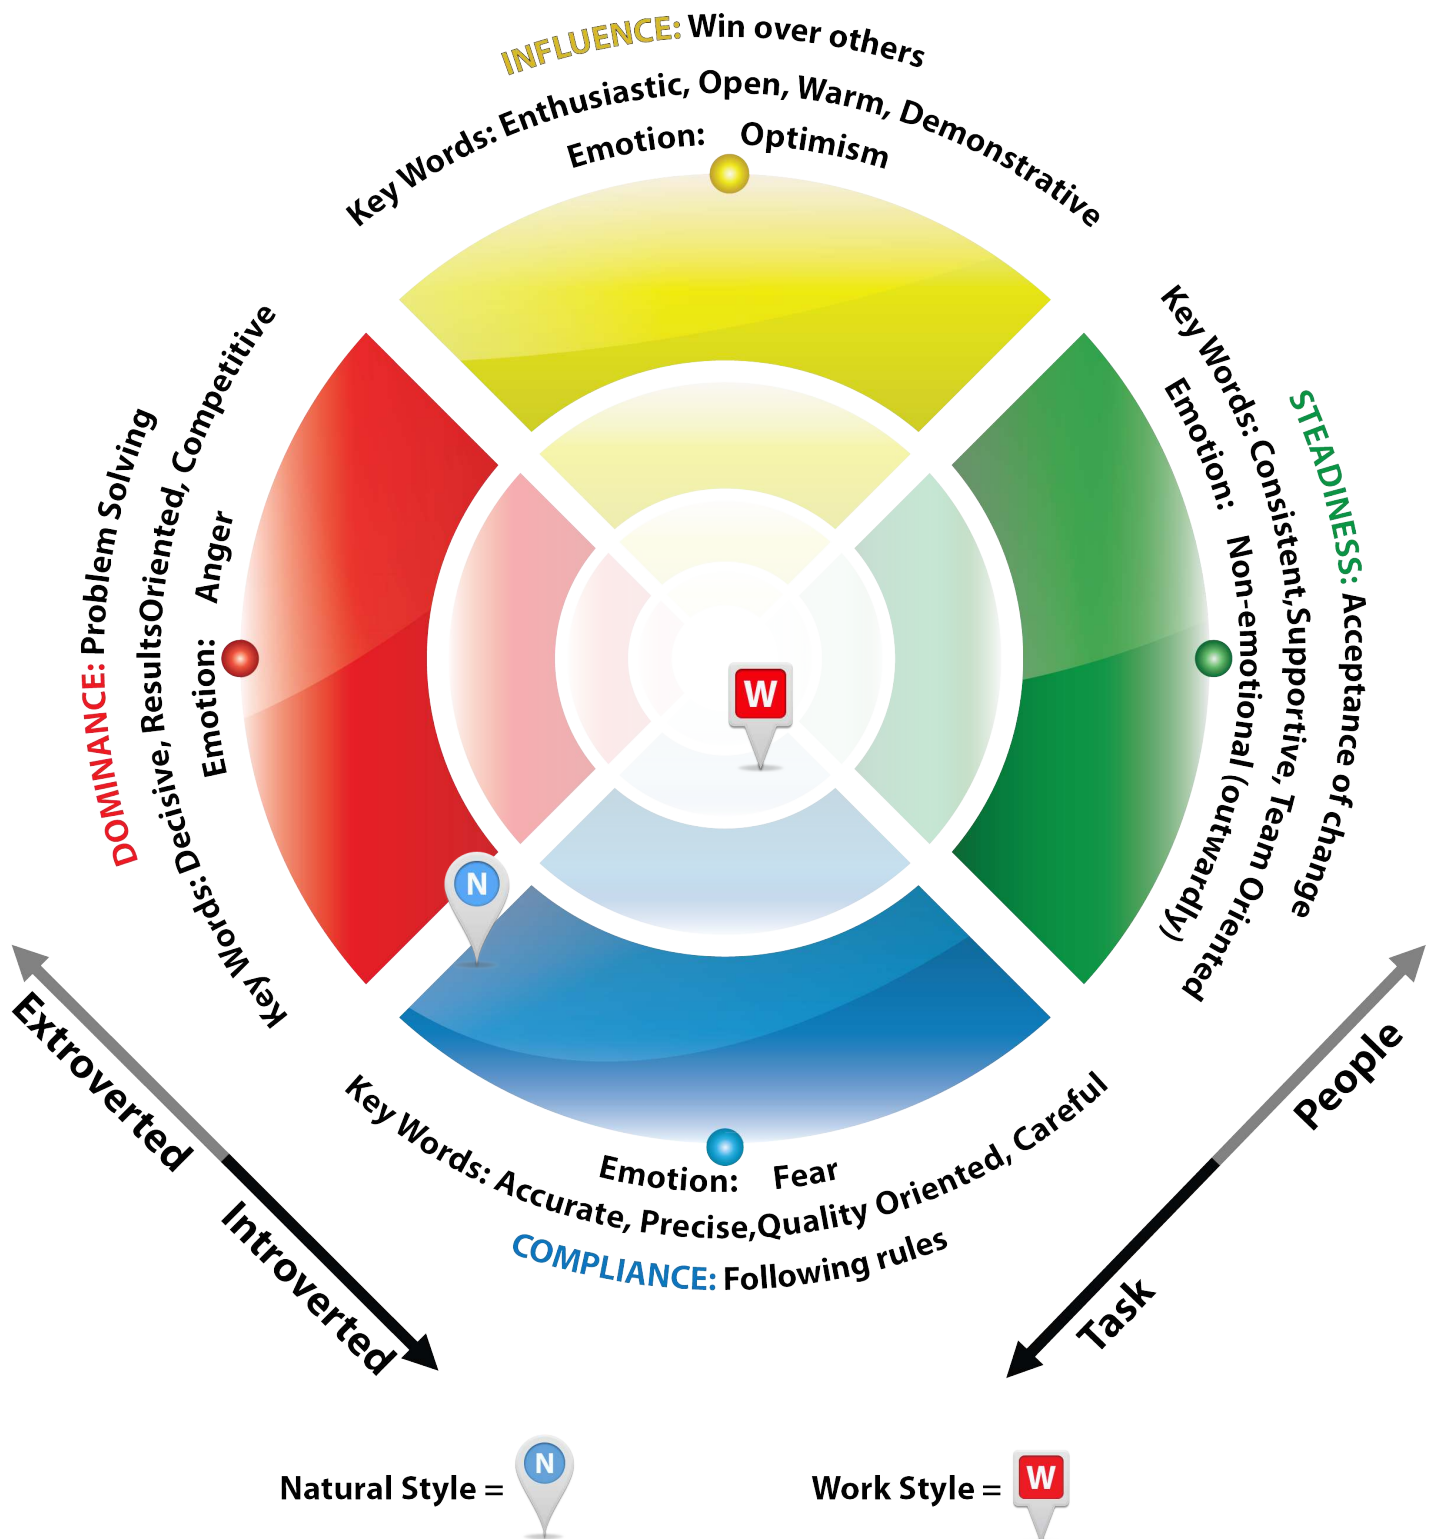 INFLUENCE: Win over others
Key Words: Enthusiastic, Open, Warm, Demonstrative
Emotion: Optimism
DOMINANCE: Problem Solving
Key Words: Decisive, ResultsOriented, Competitive
Emotion: Anger
STEADINESS: Acceptance of change
Key Words: Consistent,Supportive, Team Oriented
Emotion: Non-emotional (outwardly)
W
N
Emotion: Fear
Key Words: Accurate, Precise,Quality Oriented, Careful
COMPLIANCE: Following rules
Extroverted
Introverted
People
Task
Natural Style = N
Work Style = W